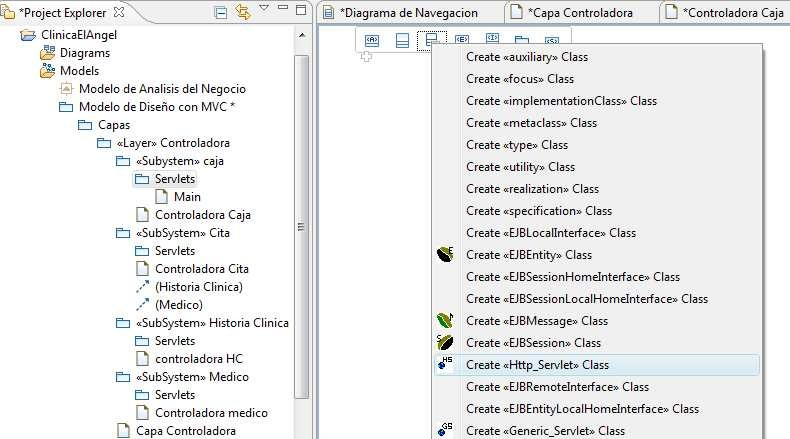 *Project Explorer
ClinicaElAngel
Diagrams
Models
Modelo de Analisis del Negocio
Modelo de Diseño con MVC *
Capas
«Layer» Controladora
«Subystem» caja
Servlets
Main
Controladora Caja
«SubSystem» Cita
Servlets
Controladora Cita
(Historia Clinica)
(Medico)
«SubSystem» Historia Clinica
Servlets
controladora HC
«SubSystem» Medico
Servlets
Controladora medico
Capa Controladora
*Diagrama de Navegacion
*Capa Controladora
*Controladora Caja
Create «auxiliary» Class
Create «focus» Class
Create «implementationClass» Class
Create «metaclass» Class
Create «type» Class
Create «utility» Class
Create «realization» Class
Create «specification» Class
Create «EJBLocalInterface» Class
Create «EJBEntity» Class
Create «EJBSessionHomeInterface» Class
Create «EJBSessionLocalHomeInterface» Class
Create «EJBMessage» Class
Create «EJBSession» Class
Create «Http_Servlet» Class
Create «EJBRemoteInterface» Class
Create «EJBEntityLocalHomeInterface» Class
Create «Generic_Servlet» Class